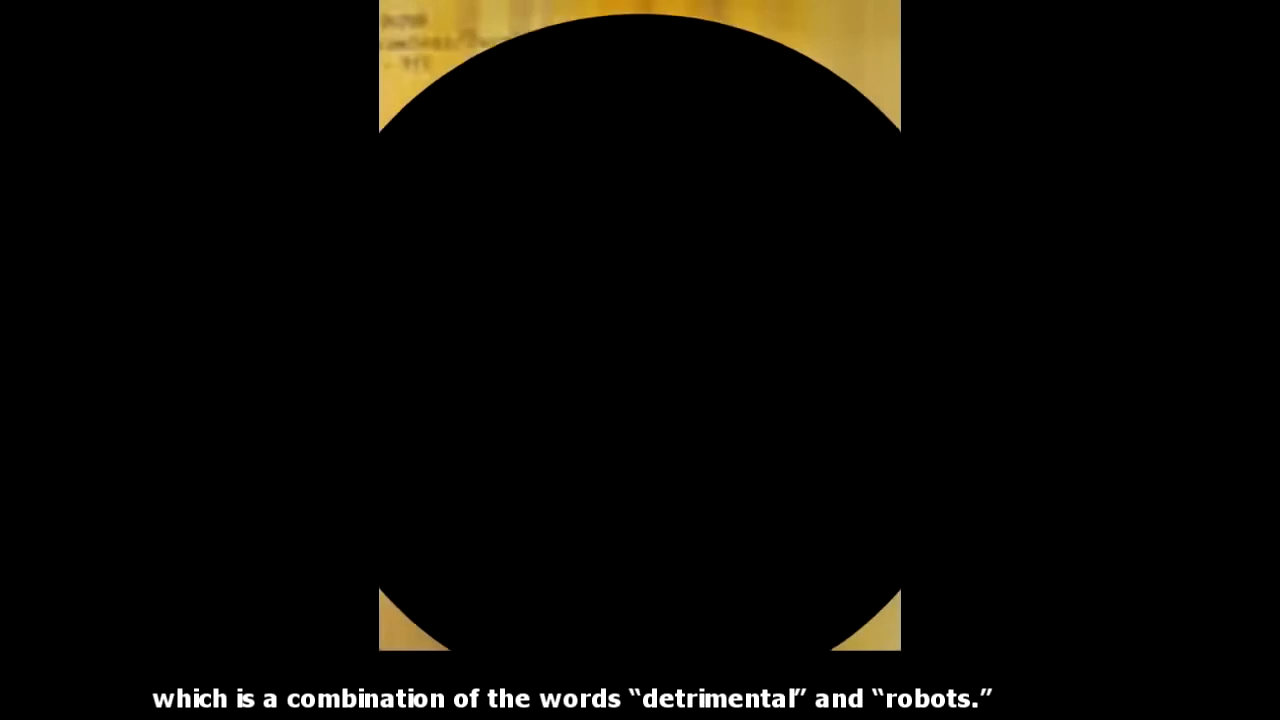 which is a combination of the words “detrimental” and “robots.”